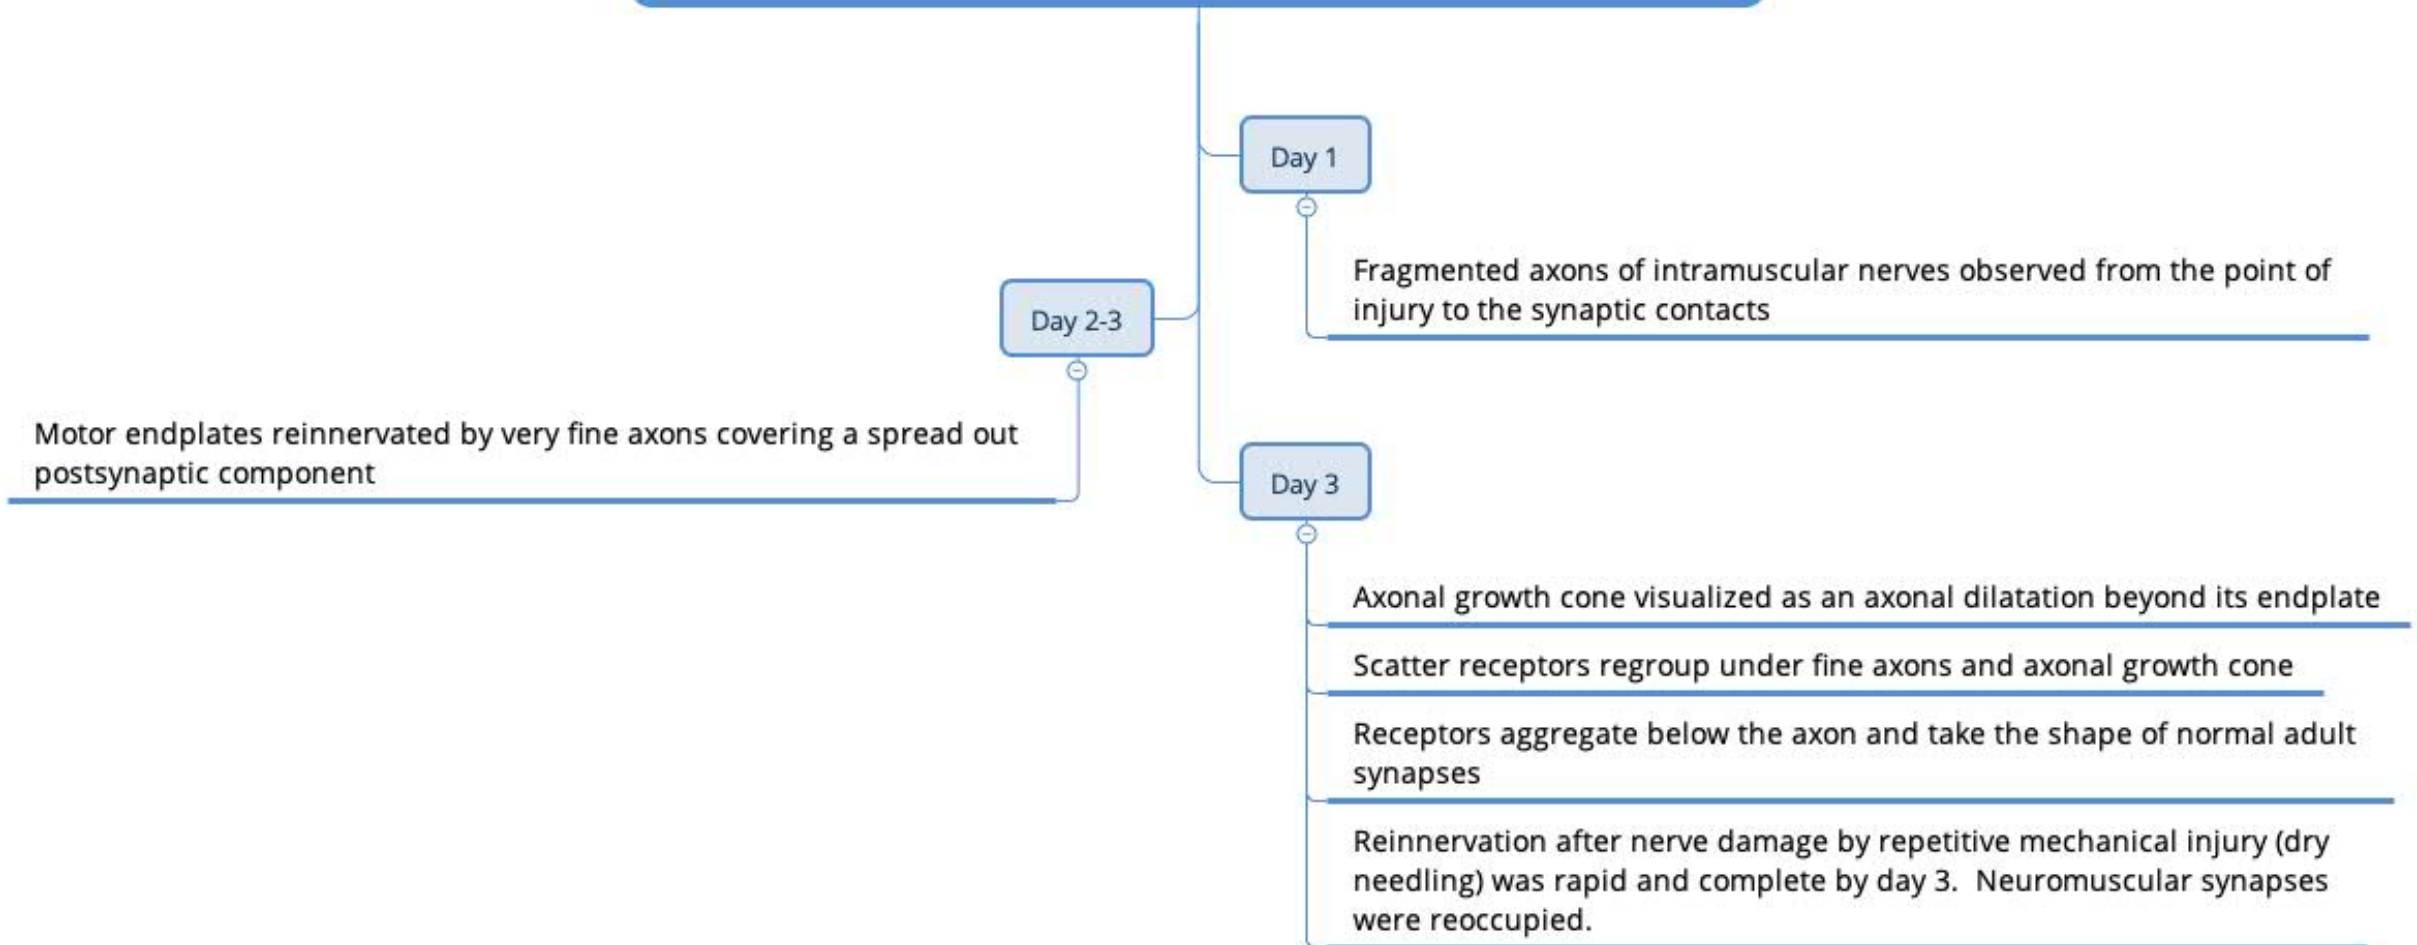 Day 1
Fragmented axons of intramuscular nerves observed from the point of
injury to the synaptic contacts
Day 2-3
Motor endplates reinnervated by very fine axons covering a spread out
postsynaptic component
Day 3
Axonal growth cone visualized as an axonal dilatation beyond its endplate
Scatter receptors regroup under fine axons and axonal growth cone
Receptors aggregate below the axon and take the shape of normal adult
synapses
Reinnervation after nerve damage by repetitive mechanical injury (dry
needling) was rapid and complete by day 3.  Neuromuscular synapses
were reoccupied.